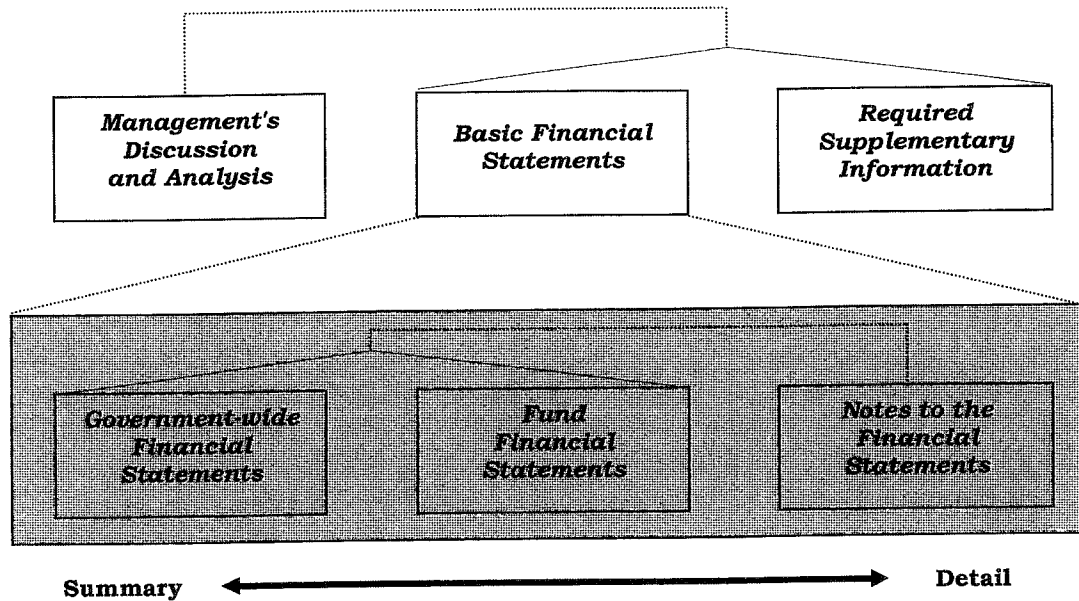 Management's
Discussion
and Analysis
Basic Financial
Statements
Required
Supplementary
Information
Government-wide
Financial
Statements
Fund
Financial
Statements
Notes to the
Financial
Statements
Summary
Detail